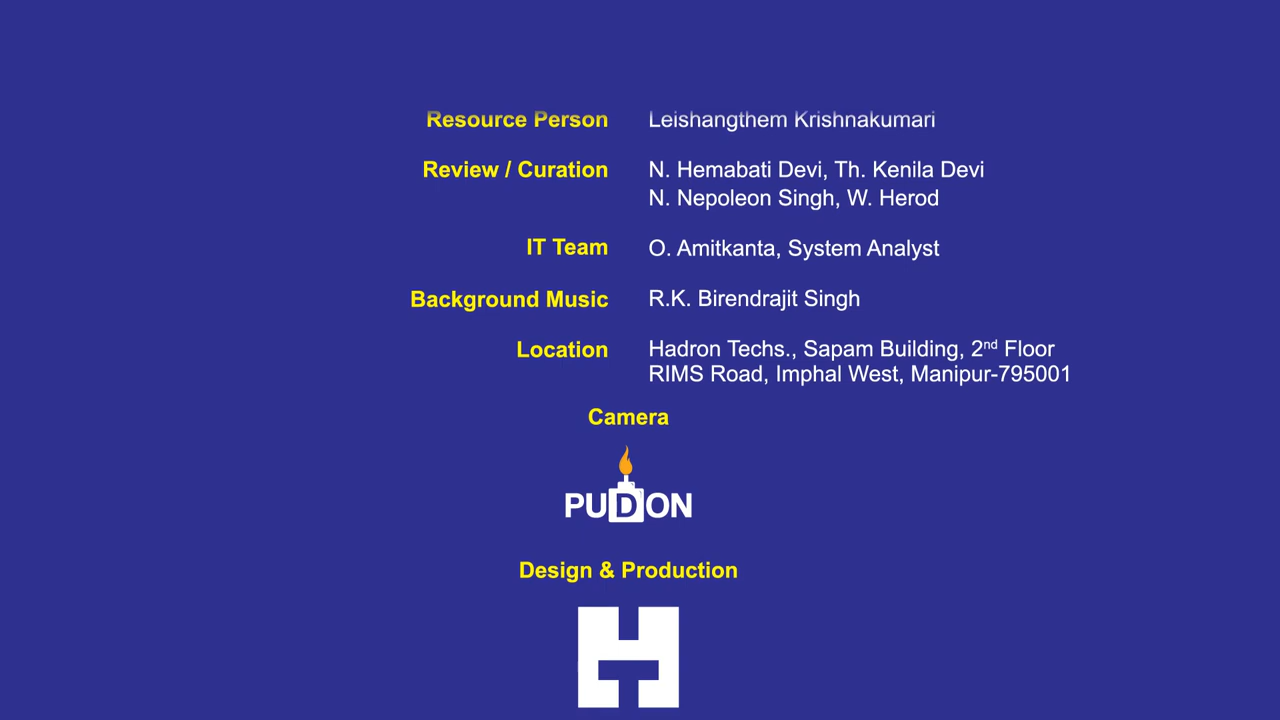 Resource Person Leishangthem Krishnakumari
Review / Curation N. Hemabati Devi, Th. Kenila Devi
N. Nepoleon Singh, W. Herod
IT Team O. Amitkanta, System Analyst
Background Music R.K. Birendrajit Singh
Location Hadron Techs., Sapam Building, 2nd Floor
RIMS Road, Imphal West, Manipur-795001
Camera
PUDON
Design & Production
HT